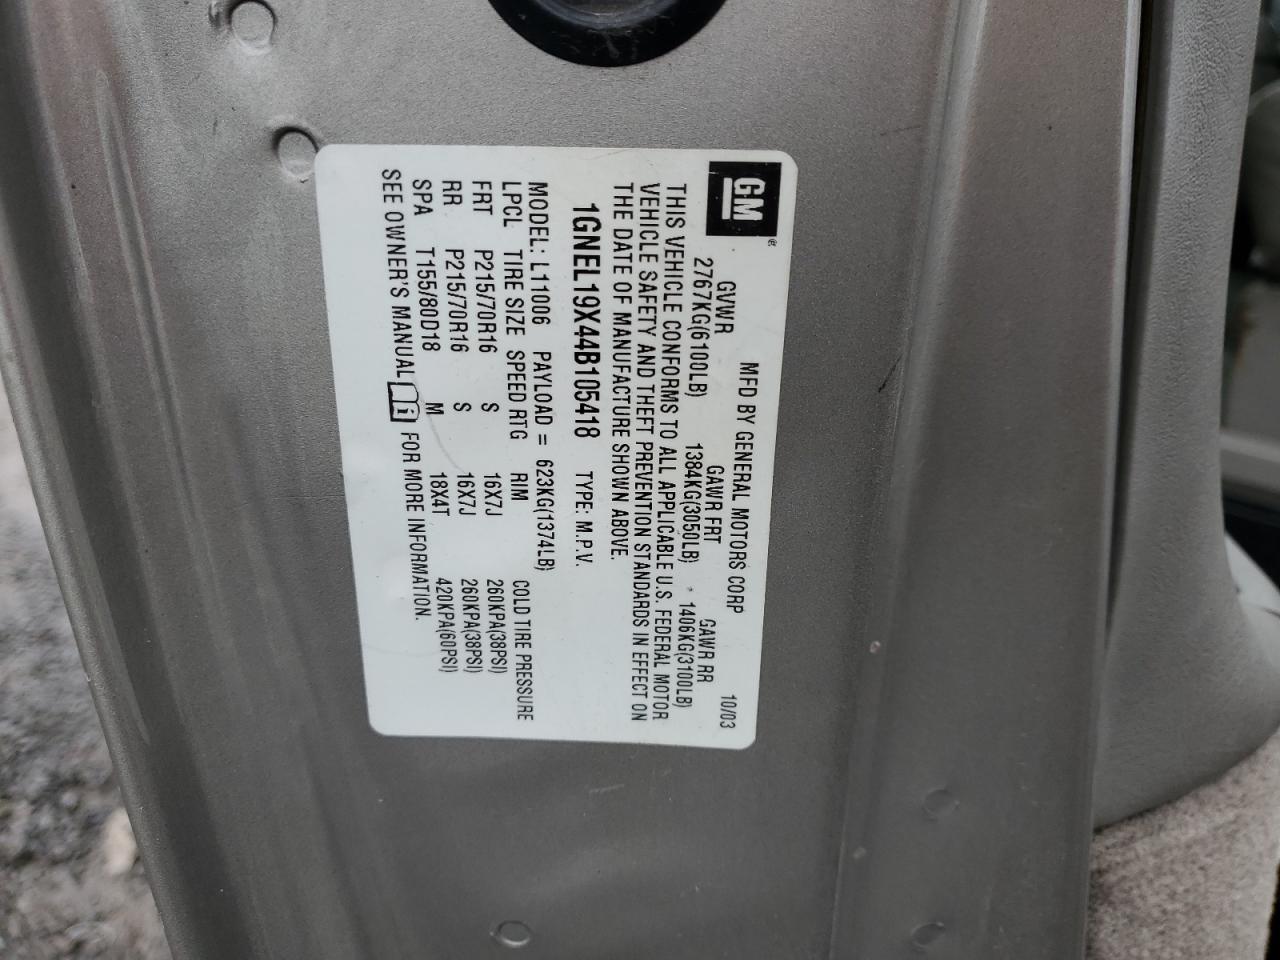 GM
MFD BY GENERAL MOTORS CORP 10/03
GVWR GAWR FRT GAWR RR
2767KG(6100LB) 1384KG(3050LB) 1406KG(3100LB)
THIS VEHICLE CONFORMS TO ALL APPLICABLE U.S. FEDERAL MOTOR
VEHICLE SAFETY AND THEFT PREVENTION STANDARDS IN EFFECT ON
THE DATE OF MANUFACTURE SHOWN ABOVE.
1GNEL19X44B105418 TYPE: M.P.V.
MODEL: L11006 PAYLOAD = 623KG(1374LB)
LPCL TIRE SIZE SPEED RTG RIM COLD TIRE PRESSURE
FRT P215/70R16 S 16X7J 260KPA(38PSI)
RR P215/70R16 S 16X7J 260KPA(38PSI)
SPA T155/80D18 M 18X4T 420KPA(60PSI)
SEE OWNER'S MANUAL FOR MORE INFORMATION.